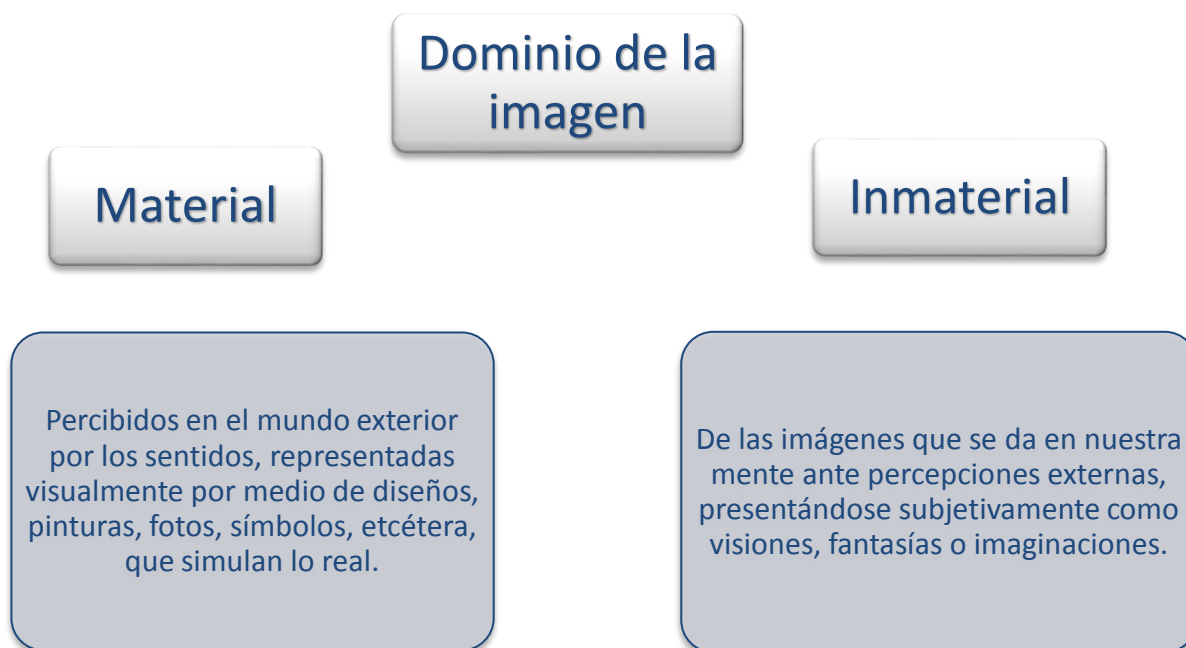 Dominio de la
imagen
Material
Inmaterial
Percibidos en el mundo exterior
por los sentidos, representadas
visualmente por medio de diseños,
pinturas, fotos, símbolos, etcétera,
que simulan lo real.
De las imágenes que se da en nuestra
mente ante percepciones externas,
presentándose subjetivamente como
visiones, fantasías o imaginaciones.